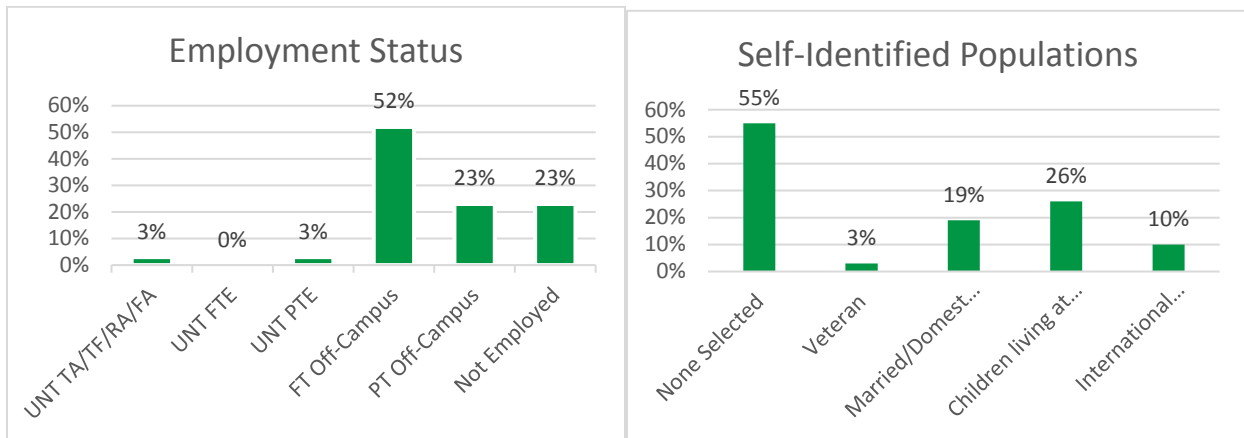 Employment Status
60%
50%
40%
30%
20%
10%
0%
3%
0%
3%
52%
23%
23%
UNT TA/TF/RA/FA
UNT FTE
UNT PTE
FT Off-Campus
PT Off-Campus
Not Employed
Self-Identified Populations
60%
50%
40%
30%
20%
10%
0%
55%
3%
19%
26%
10%
None Selected
Veteran
Married/Domest...
Children living at...
International...